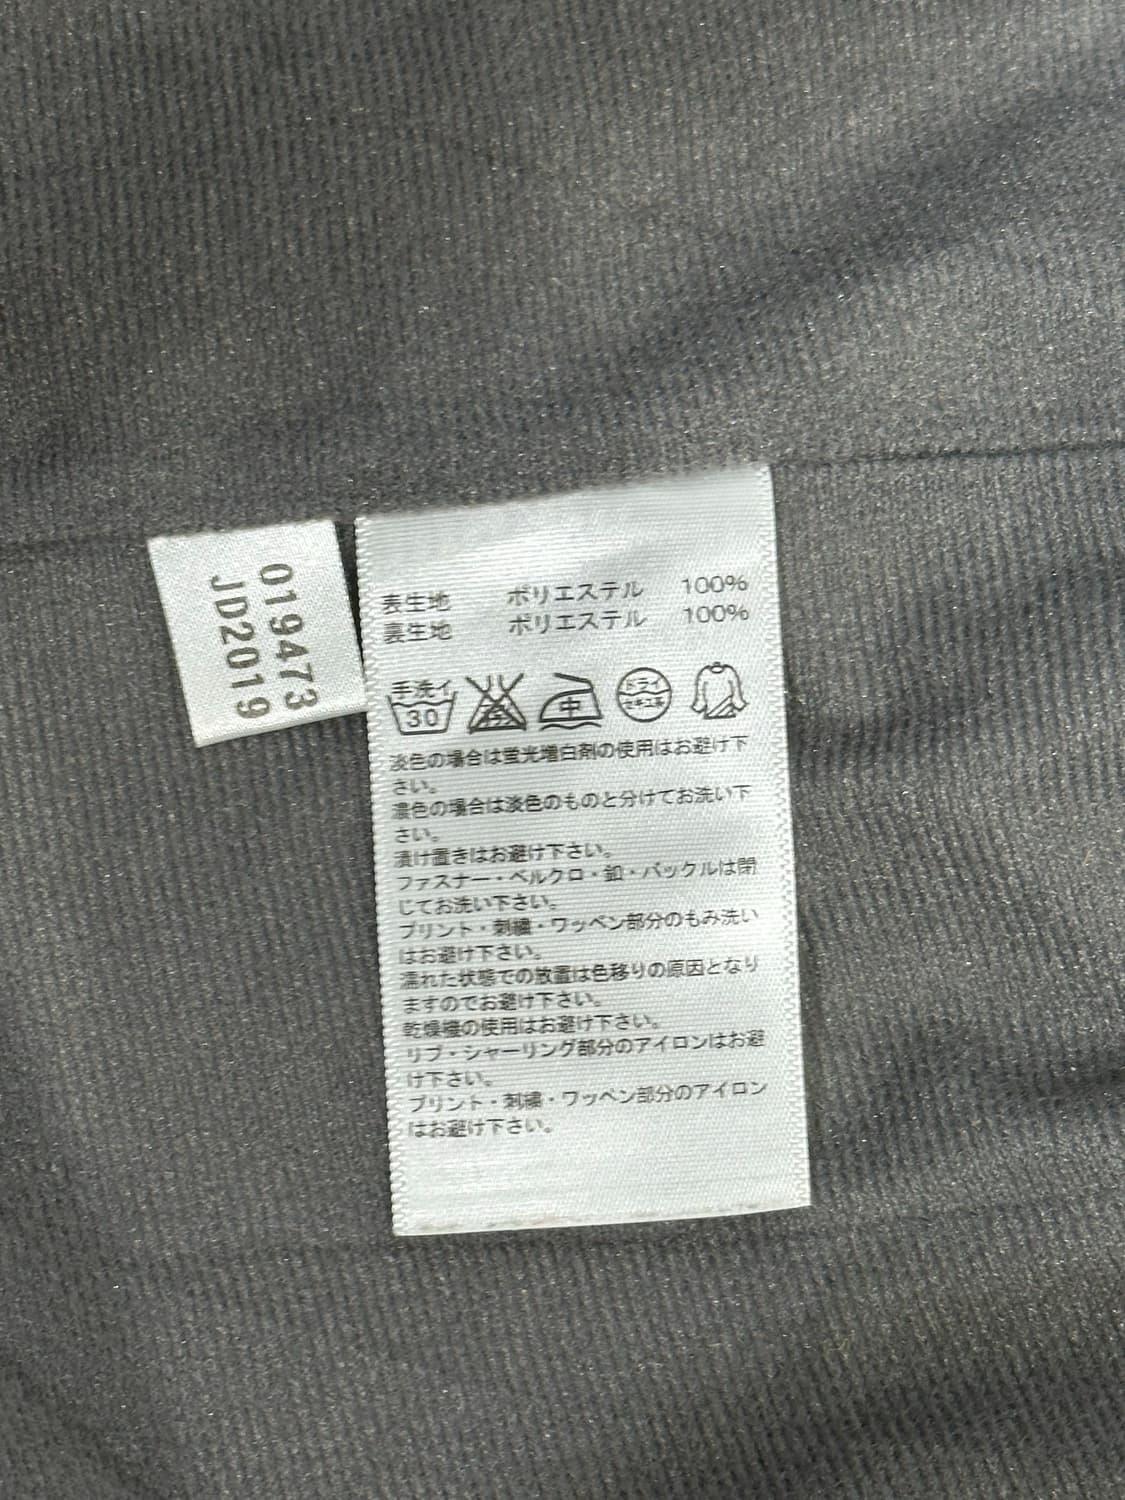 019473
JD2019
表生地 ポリエステル 100%
裏生地 ポリエステル 100%
手洗イ
30
中
ドライ
セキユ系
淡色の場合は蛍光増白剤の使用はお避け下
さい。
濃色の場合は淡色のものと分けてお洗い下
さい。
漬け置きはお避け下さい。
ファスナー・ベルクロ・釦・バックルは閉
じてお洗い下さい。
プリント・刺繍・ワッペン部分のもみ洗い
はお避け下さい。
濡れた状態での放置は色移りの原因となり
ますのでお避け下さい。
乾燥機の使用はお避け下さい。
リブ・シャーリング部分のアイロンはお避
け下さい。
プリント・刺繍・ワッペン部分のアイロン
はお避け下さい。